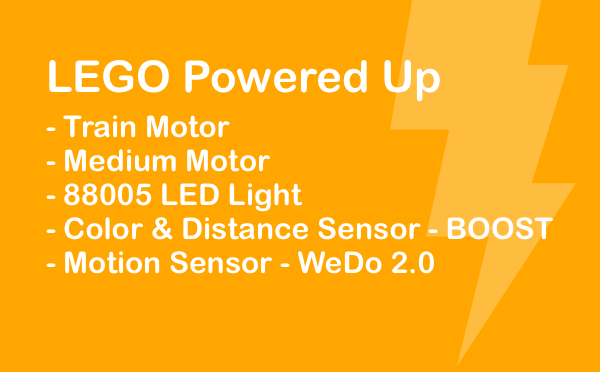 LEGO Powered Up
- Train Motor
- Medium Motor
- 88005 LED Light
- Color & Distance Sensor - BOOST
- Motion Sensor - WeDo 2.0